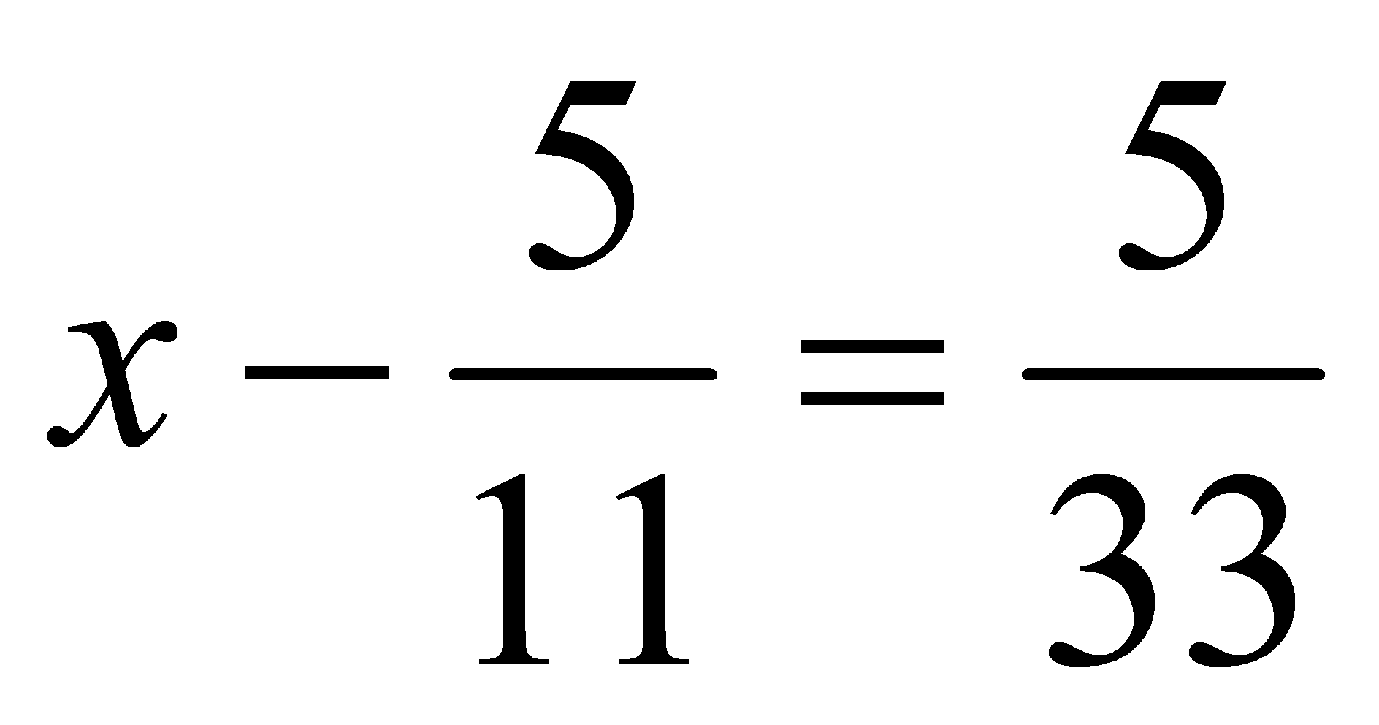 x − 5/11 = 5/33